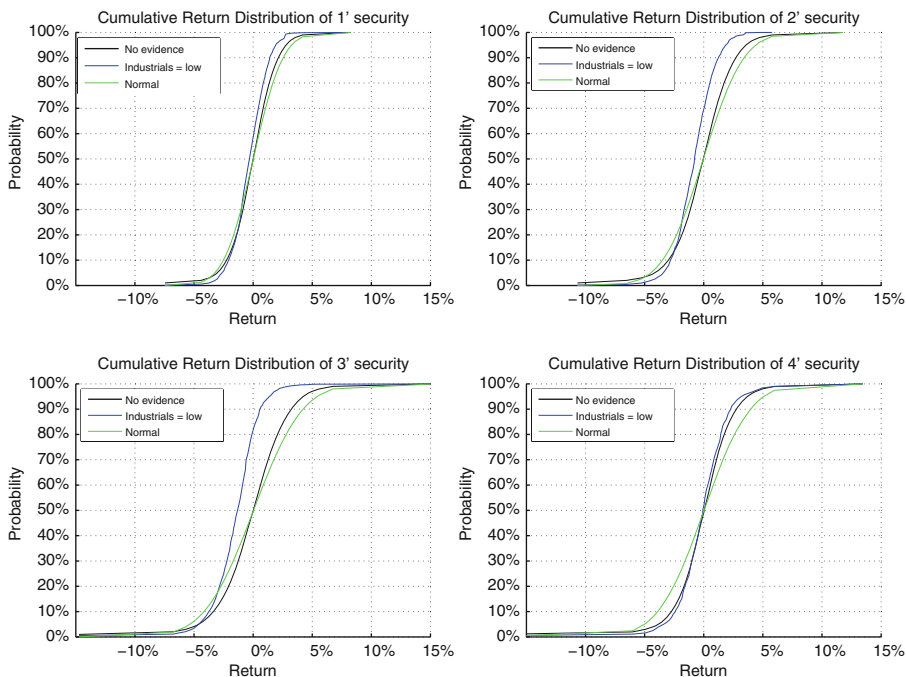 Cumulative Return Distribution of 1' security
100%
90%
80%
70%
60%
50%
40%
30%
20%
10%
0%
Probability
No evidence
Industrials = low
Normal
−10% −5% 0% 5% 10% 15%
Return
Cumulative Return Distribution of 2' security
100%
90%
80%
70%
60%
50%
40%
30%
20%
10%
0%
Probability
No evidence
Industrials = low
Normal
−10% −5% 0% 5% 10% 15%
Return
Cumulative Return Distribution of 3' security
100%
90%
80%
70%
60%
50%
40%
30%
20%
10%
0%
Probability
No evidence
Industrials = low
Normal
−10% −5% 0% 5% 10% 15%
Return
Cumulative Return Distribution of 4' security
100%
90%
80%
70%
60%
50%
40%
30%
20%
10%
0%
Probability
No evidence
Industrials = low
Normal
−10% −5% 0% 5% 10% 15%
Return